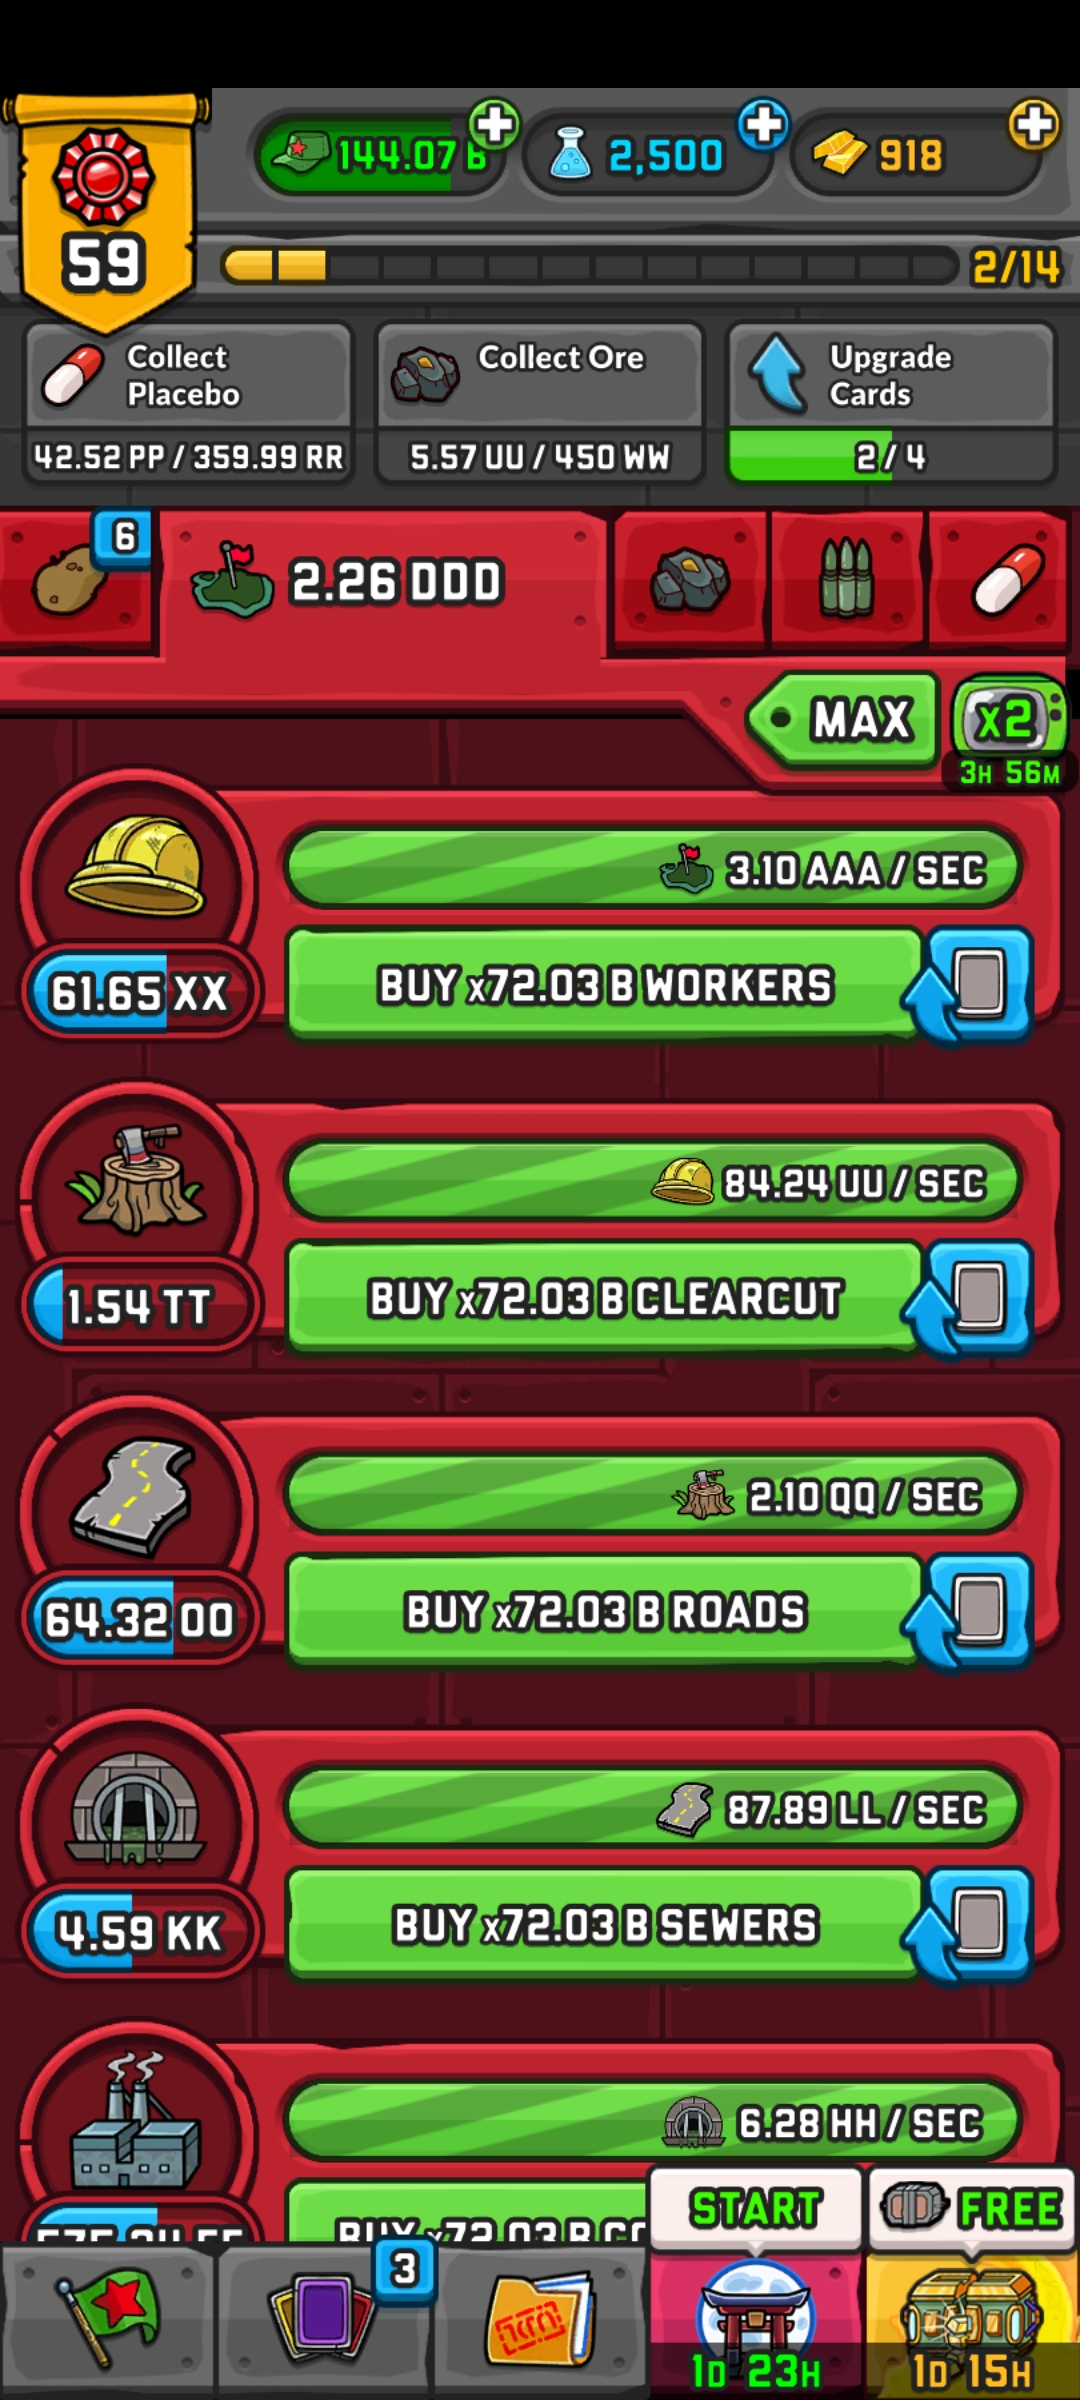 59
144.07 B
2,500
918
2/14
Collect
Placebo
42.52 PP / 359.99 RR
Collect Ore
5.57 UU / 450 WW
Upgrade
Cards
2/4
6
2.26 DDD
MAX
x2
3H 56M
3.10 AAA / SEC
61.65 XX
BUY x72.03 B WORKERS
84.24 UU / SEC
1.54 TT
BUY x72.03 B CLEARCUT
2.10 QQ / SEC
64.32 OO
BUY x72.03 B ROADS
87.89 LL / SEC
4.59 KK
BUY x72.03 B SEWERS
6.28 HH / SEC
BUY x72.03 B
START
FREE
3
1D 23H
1D 15H